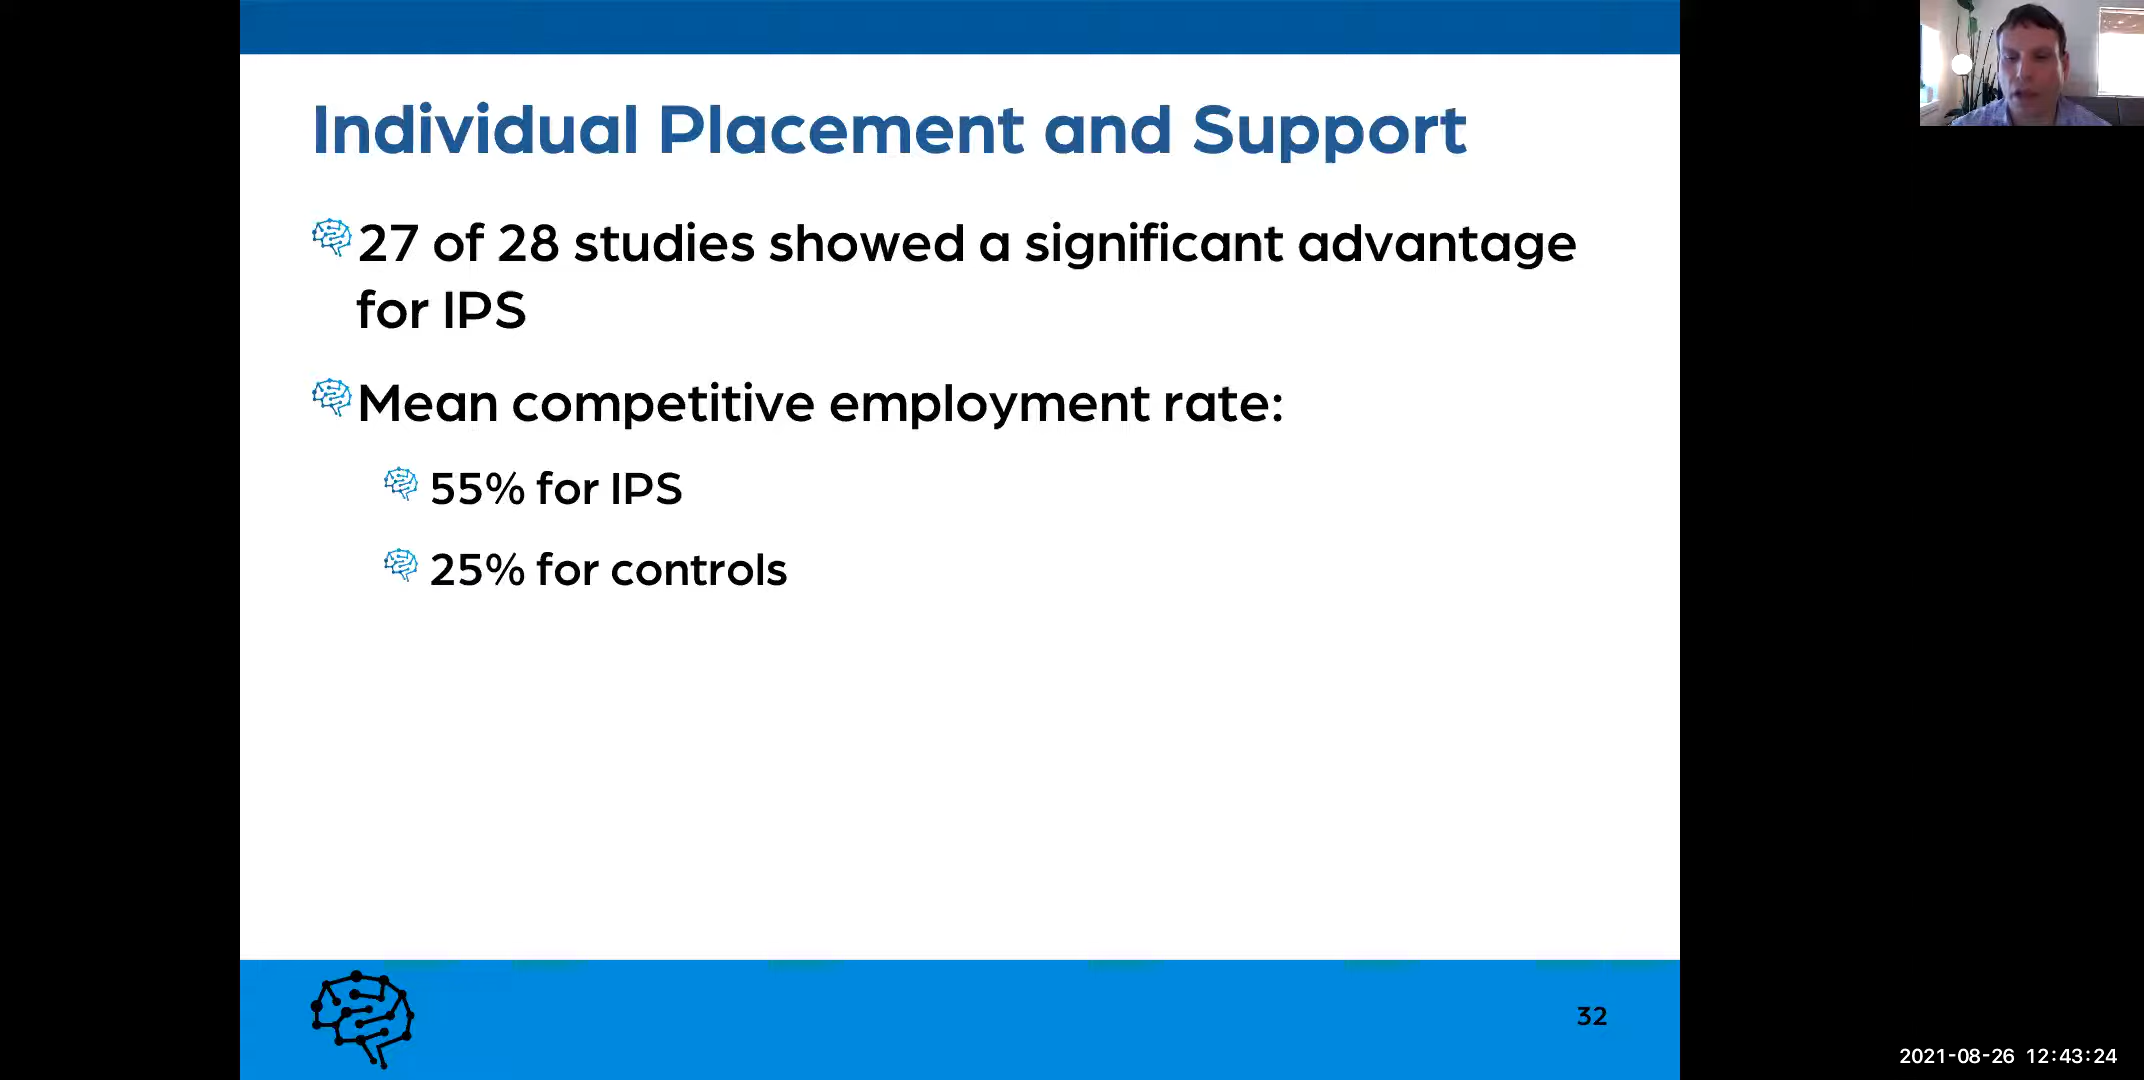 Individual Placement and Support
27 of 28 studies showed a significant advantage
for IPS
Mean competitive employment rate:
55% for IPS
25% for controls
32
2021-08-26 12:43:24